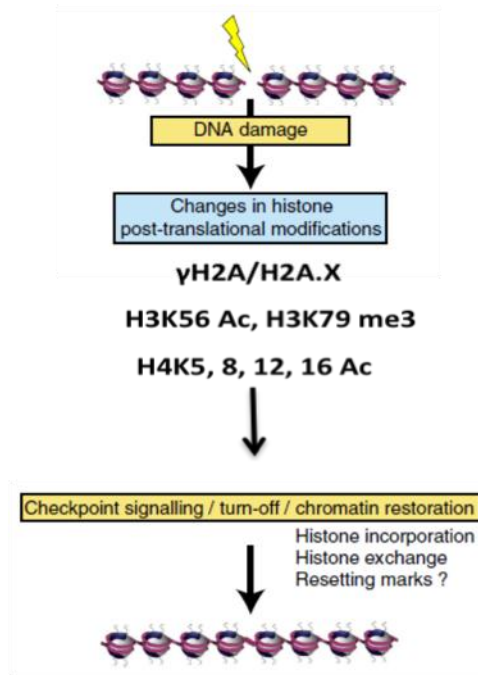 DNA damage
Changes in histone
post-translational modifications
γH2A/H2A.X
H3K56 Ac, H3K79 me3
H4K5, 8, 12, 16 Ac
Checkpoint signalling / turn-off / chromatin restoration
Histone incorporation
Histone exchange
Resetting marks ?